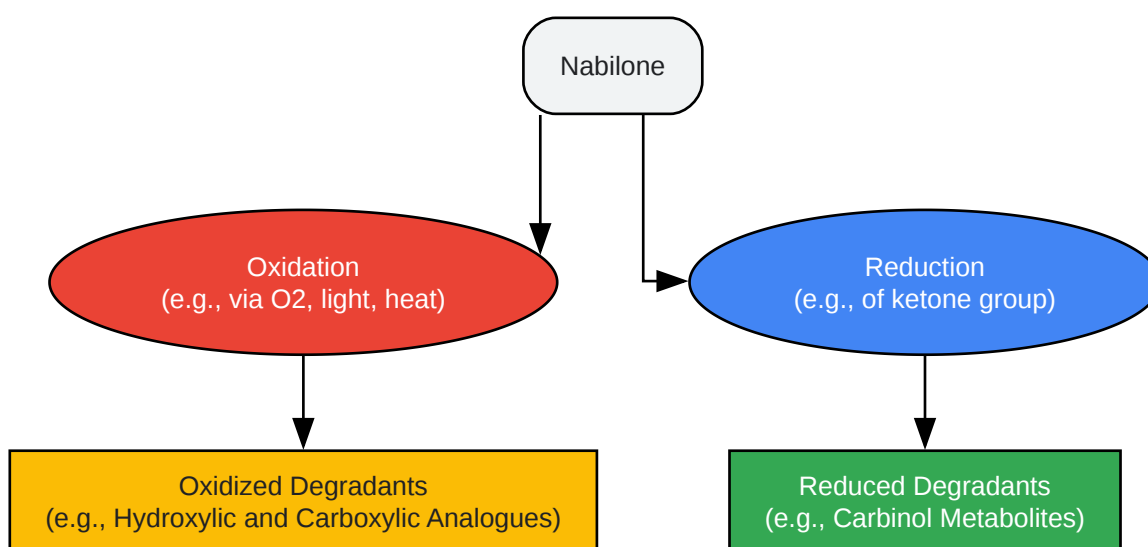 Nabilone
Oxidation
(e.g., via O2, light, heat)
Reduction
(e.g., of ketone group)
Oxidized Degradants
(e.g., Hydroxylic and Carboxylic Analogues)
Reduced Degradants
(e.g., Carbinol Metabolites)